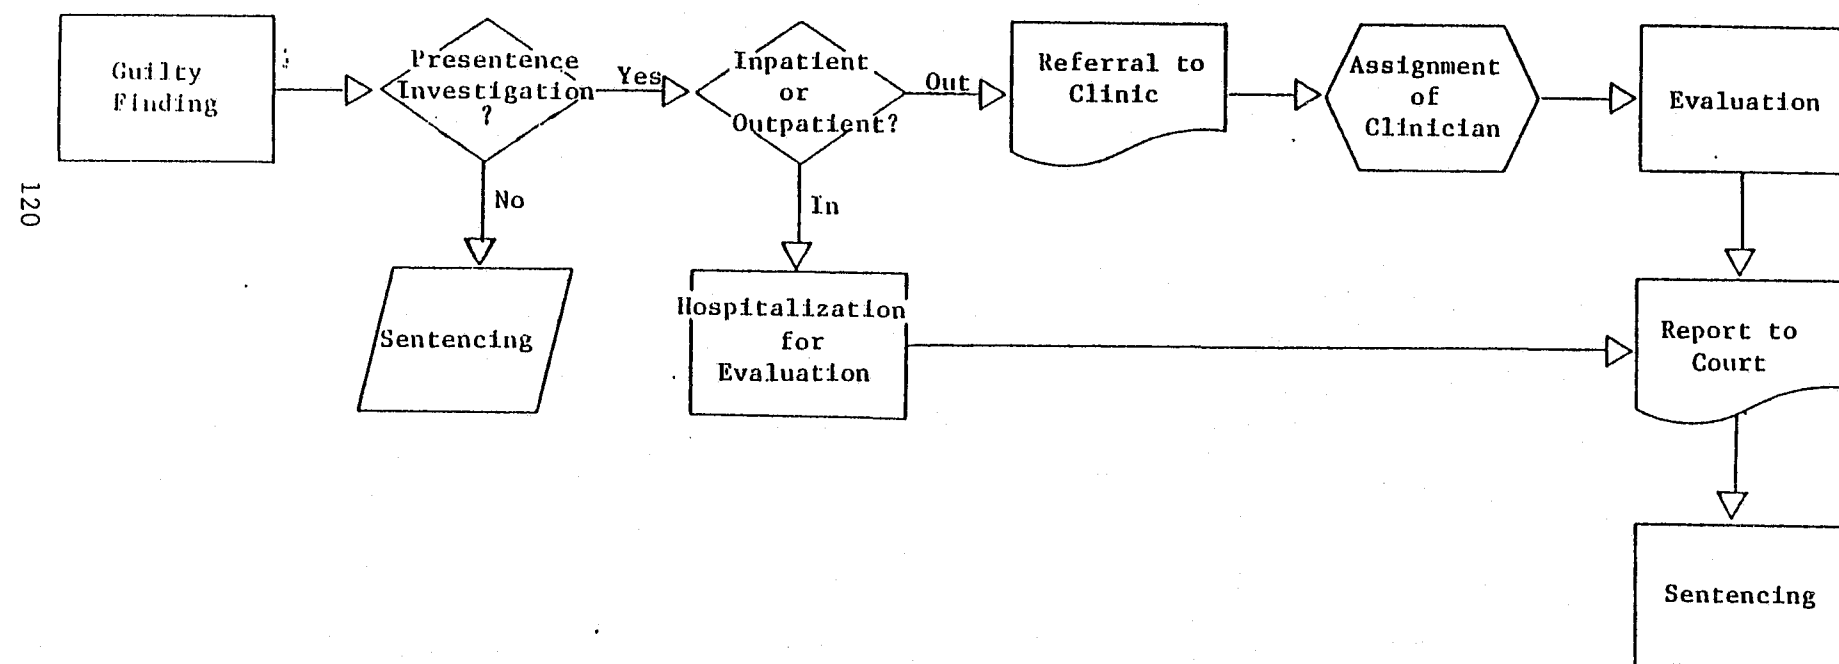 Guilty
Finding
Presentence
Investigation
?
Yes
Inpatient
or
Outpatient?
Out
Referral to
Clinic
Assignment
of
Clinician
Evaluation
No
In
120
Sentencing
Hospitalization
for
Evaluation
Report to
Court
Sentencing